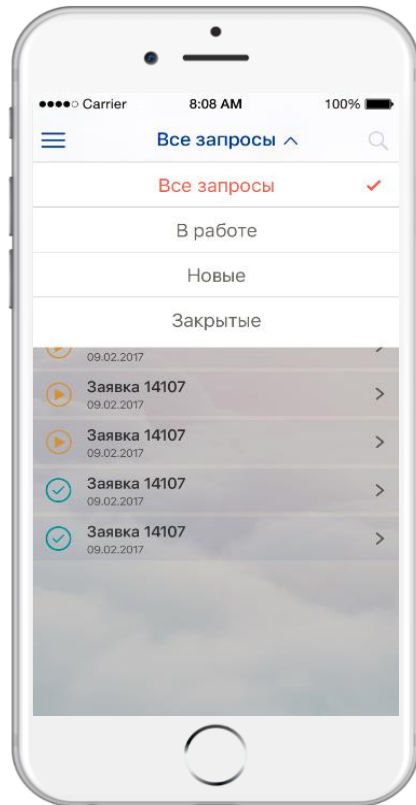 Carrier 8:08 AM 100%
Все запросы
Все запросы
В работе
Новые
Закрытые
09.02.2017
Заявка 14107
09.02.2017
Заявка 14107
09.02.2017
Заявка 14107
09.02.2017
Заявка 14107
09.02.2017